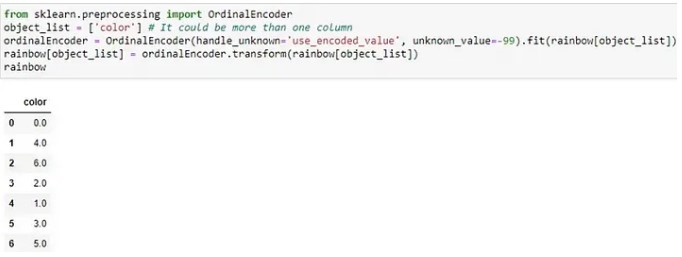 from sklearn.preprocessing import OrdinalEncoder
object_list = ['color'] # It could be more than one column
ordinalEncoder = OrdinalEncoder(handle_unknown='use_encoded_value', unknown_value=-99).fit(rainbow[object_list])
rainbow[object_list] = ordinalEncoder.transform(rainbow[object_list])
rainbow
color
0 0.0
1 4.0
2 6.0
3 2.0
4 1.0
5 3.0
6 5.0